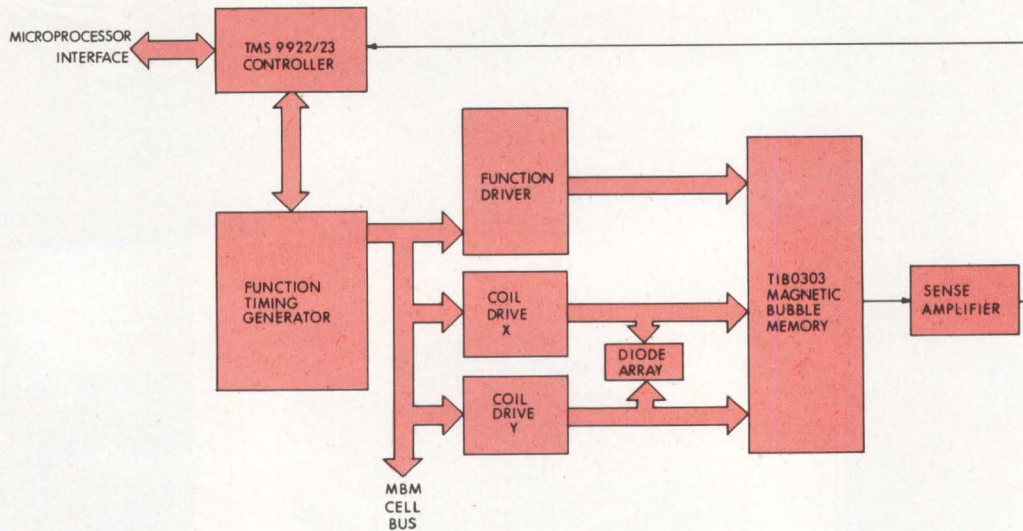 MICROPROCESSOR
INTERFACE
TMS 9922/23
CONTROLLER
FUNCTION
DRIVER
FUNCTION
TIMING
GENERATOR
COIL
DRIVE
X
DIODE
ARRAY
COIL
DRIVE
Y
TIB0303
MAGNETIC
BUBBLE
MEMORY
SENSE
AMPLIFIER
MBM
CELL
BUS